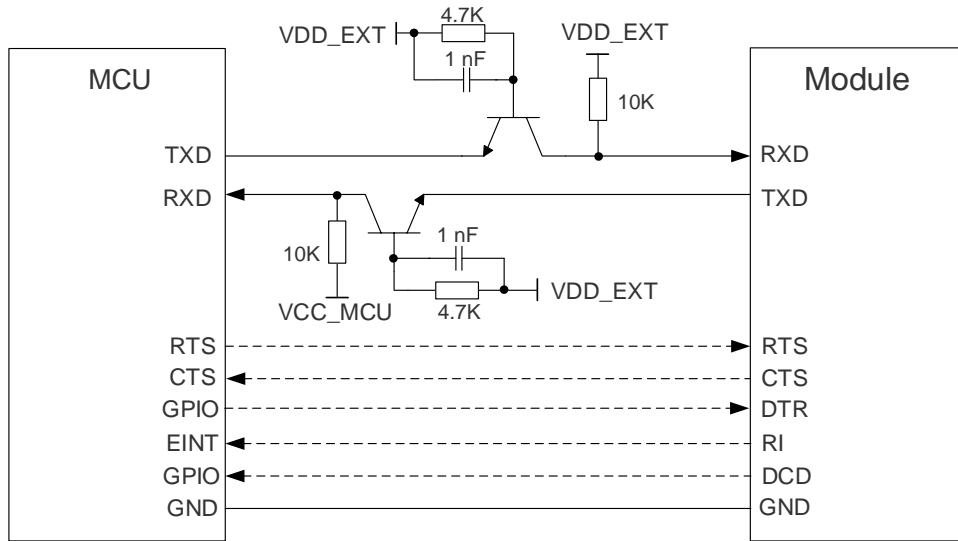 4.7K
VDD_EXT
VDD_EXT
1 nF
MCU
Module
10K
TXD
RXD
RXD
TXD
1 nF
10K
VDD_EXT
VCC_MCU
4.7K
RTS
RTS
CTS
CTS
GPIO
DTR
EINT
RI
GPIO
DCD
GND
GND